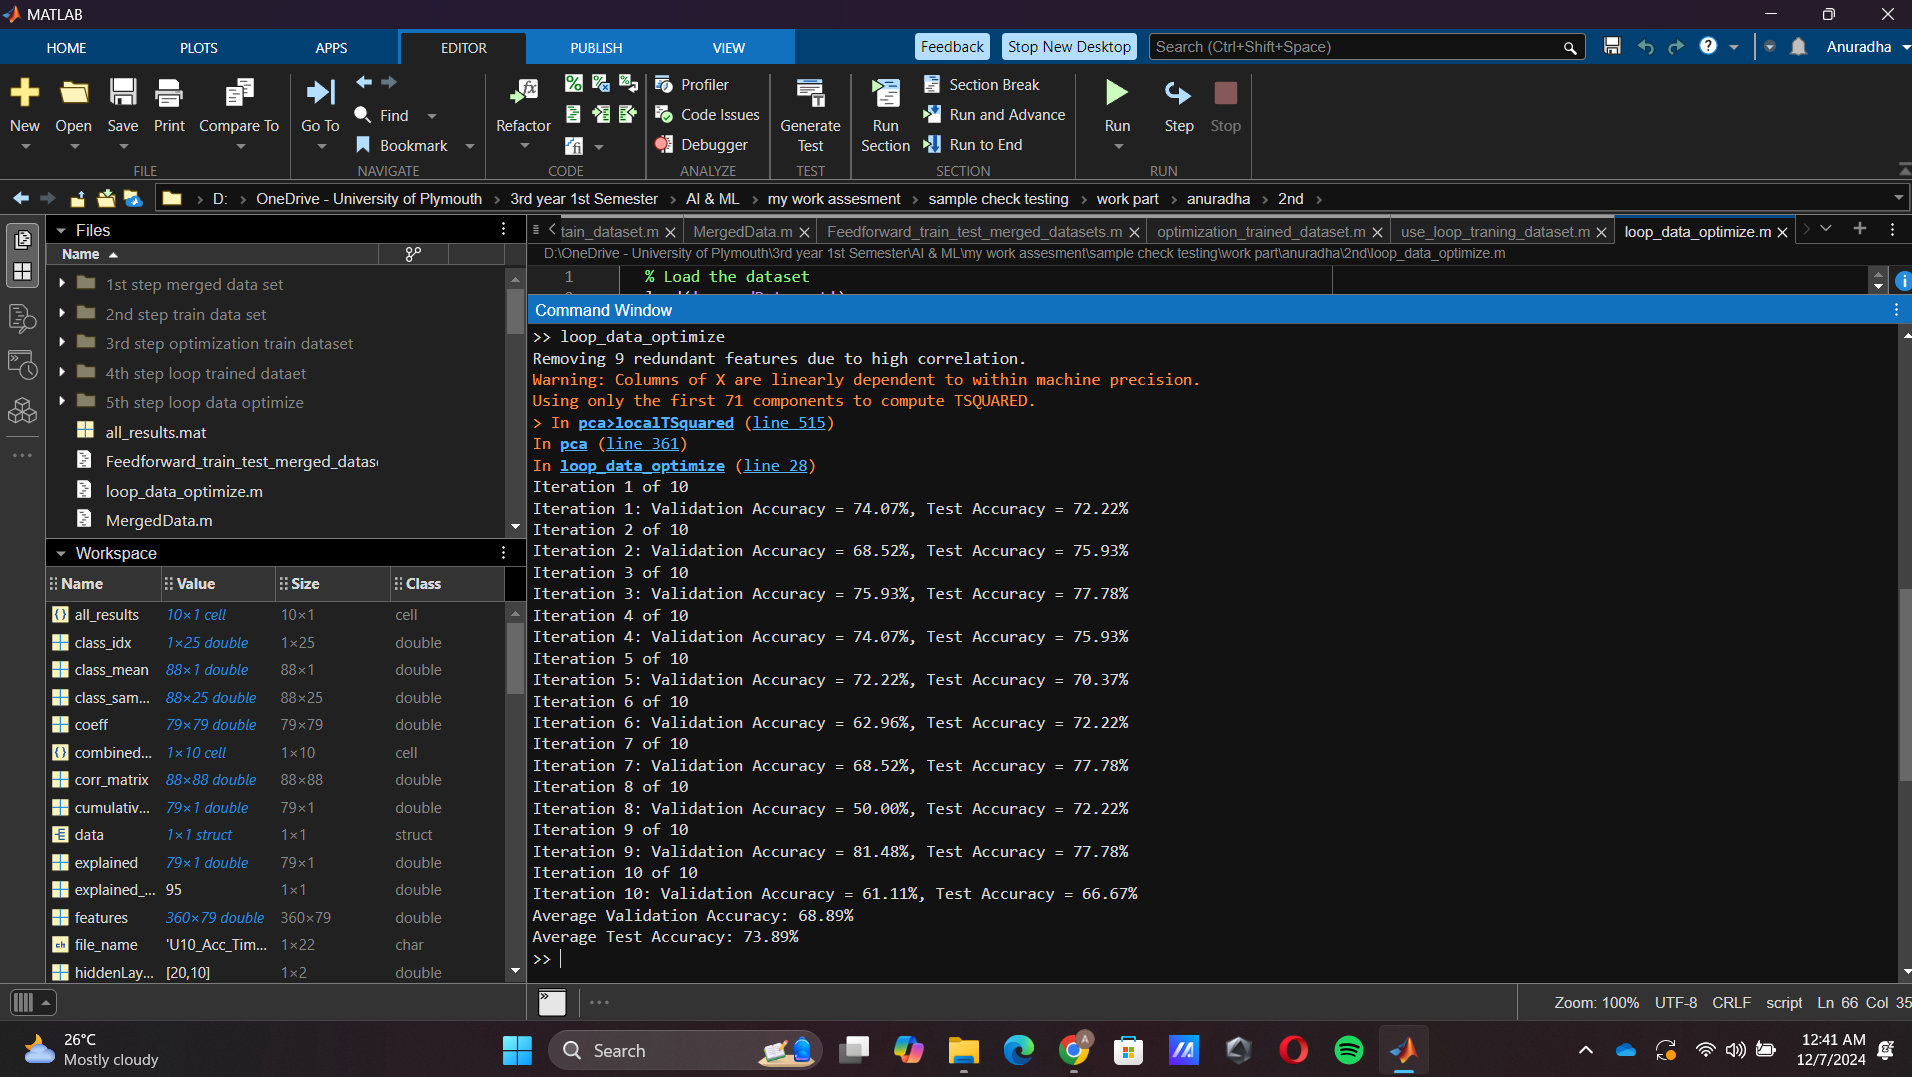 MATLAB
HOME PLOTS APPS EDITOR PUBLISH VIEW Feedback Stop New Desktop Search (Ctrl+Shift+Space) Anuradha
New Open Save Print Compare To Go To Find Bookmark Refactor Profiler Code Issues Debugger Generate Test Run Section Section Break Run and Advance Run to End Run Step Stop
FILE NAVIGATE CODE ANALYZE TEST SECTION RUN
D: OneDrive - University of Plymouth 3rd year 1st Semester AI & ML my work assesment sample check testing work part anuradha 2nd
Files
Name
1st step merged data set
2nd step train data set
3rd step optimization train dataset
4th step loop trained dataet
5th step loop data optimize
all_results.mat
Feedforward_train_test_merged_datas
loop_data_optimize.m
MergedData.m
Workspace
Name Value Size Class
all_results 10×1 cell 10×1 cell
class_idx 1×25 double 1×25 double
class_mean 88×1 double 88×1 double
class_sam... 88×25 double 88×25 double
coeff 79×79 double 79×79 double
combined... 1×10 cell 1×10 cell
corr_matrix 88×88 double 88×88 double
cumulativ... 79×1 double 79×1 double
data 1×1 struct 1×1 struct
explained 79×1 double 79×1 double
explained_... 95 1×1 double
features 360×79 double 360×79 double
file_name 'U10_Acc_Tim... 1×22 char
hiddenLay... [20,10] 1×2 double
tain_dataset.m MergedData.m Feedforward_train_test_merged_datasets.m optimization_trained_dataset.m use_loop_traning_dataset.m loop_data_optimize.m
D:\OneDrive - University of Plymouth\3rd year 1st Semester\AI & ML\my work assesment\sample check testing\work part\anuradha\2nd\loop_data_optimize.m
1 % Load the dataset
Command Window
>> loop_data_optimize
Removing 9 redundant features due to high correlation.
Warning: Columns of X are linearly dependent to within machine precision.
Using only the first 71 components to compute TSQUARED.
> In pca>localTSquared (line 515)
In pca (line 361)
In loop_data_optimize (line 28)
Iteration 1 of 10
Iteration 1: Validation Accuracy = 74.07%, Test Accuracy = 72.22%
Iteration 2 of 10
Iteration 2: Validation Accuracy = 68.52%, Test Accuracy = 75.93%
Iteration 3 of 10
Iteration 3: Validation Accuracy = 75.93%, Test Accuracy = 77.78%
Iteration 4 of 10
Iteration 4: Validation Accuracy = 74.07%, Test Accuracy = 75.93%
Iteration 5 of 10
Iteration 5: Validation Accuracy = 72.22%, Test Accuracy = 70.37%
Iteration 6 of 10
Iteration 6: Validation Accuracy = 62.96%, Test Accuracy = 72.22%
Iteration 7 of 10
Iteration 7: Validation Accuracy = 68.52%, Test Accuracy = 77.78%
Iteration 8 of 10
Iteration 8: Validation Accuracy = 50.00%, Test Accuracy = 72.22%
Iteration 9 of 10
Iteration 9: Validation Accuracy = 81.48%, Test Accuracy = 77.78%
Iteration 10 of 10
Iteration 10: Validation Accuracy = 61.11%, Test Accuracy = 66.67%
Average Validation Accuracy: 68.89%
Average Test Accuracy: 73.89%
>>
Zoom: 100% UTF-8 CRLF script Ln 66 Col 35
26°C
Mostly cloudy
Search
12:41 AM
12/7/2024